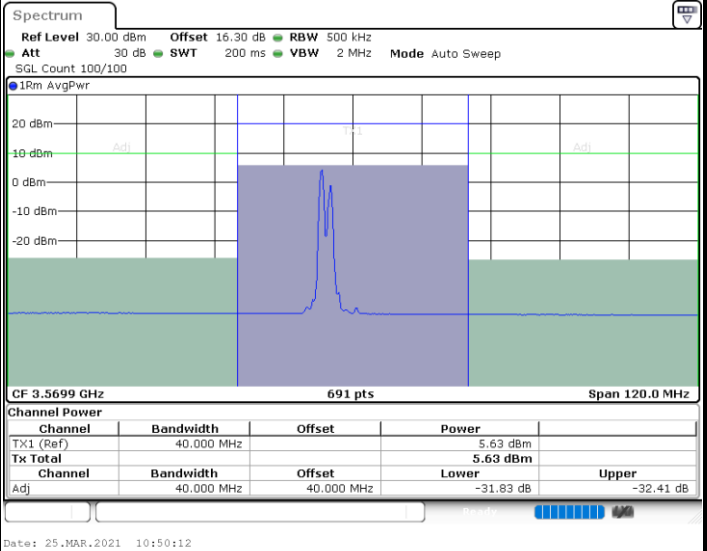 Spectrum
Ref Level 30.00 dBm Offset 16.30 dB RBW 500 kHz
Att 30 dB SWT 200 ms VBW 2 MHz Mode Auto Sweep
SGL Count 100/100
1Rm AvgPwr
20 dBm
TX1
Adj Adj
10 dBm
0 dBm
-10 dBm
-20 dBm
CF 3.5699 GHz 691 pts Span 120.0 MHz
Channel Power
Channel Bandwidth Offset Power
TX1 (Ref) 40.000 MHz 5.63 dBm
Tx Total 5.63 dBm
Channel Bandwidth Offset Lower Upper
Adj 40.000 MHz 40.000 MHz -31.83 dB -32.41 dB
Ready
Date: 25.MAR.2021 10:50:12